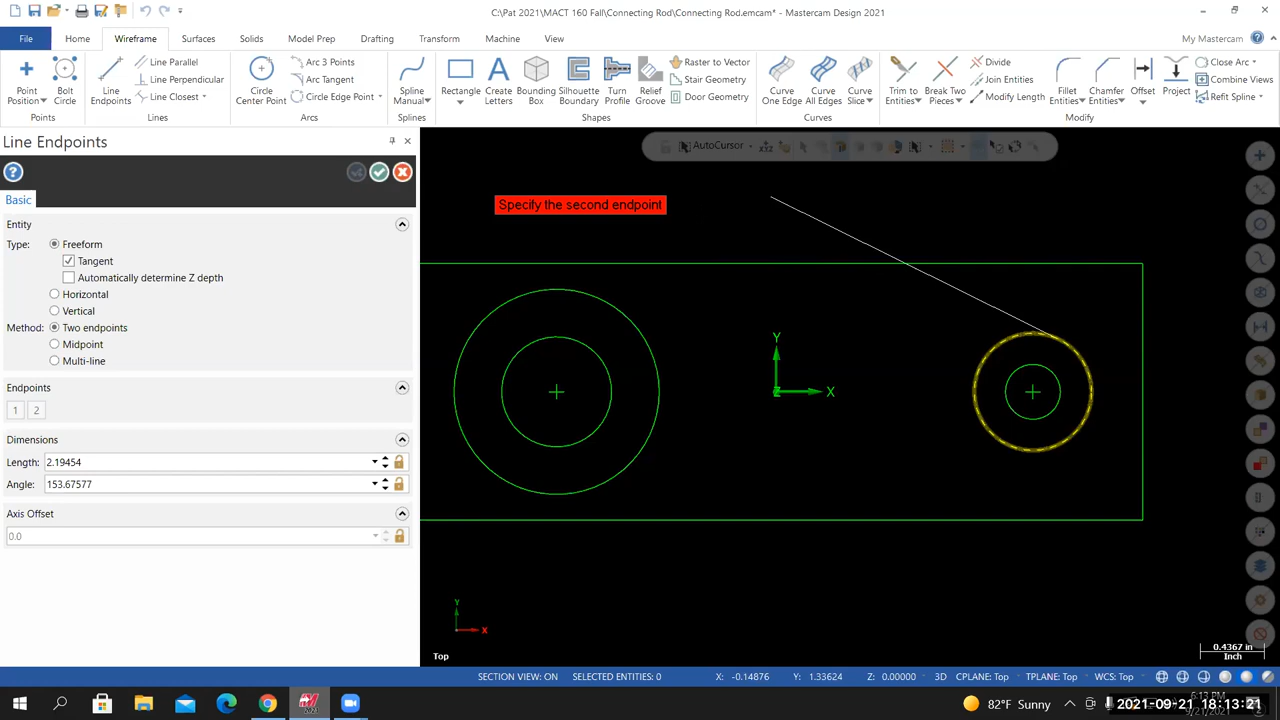 C:\Pat 2021\MACT 160 Fall\Connecting Rod\Connecting Rod.emcam* - Mastercam Design 2021
File Home Wireframe Surfaces Solids Model Prep Drafting Transform Machine View My Mastercam
Point Position
Bolt Circle
Points
Line Endpoints
Line Parallel
Line Perpendicular
Line Closest
Lines
Circle Center Point
Arc 3 Points
Arc Tangent
Circle Edge Point
Arcs
Spline Manual
Splines
Rectangle
Create Letters
Bounding Box
Silhouette Boundary
Turn Profile
Relief Groove
Raster to Vector
Stair Geometry
Door Geometry
Shapes
Curve One Edge
Curve All Edges
Curve Slice
Curves
Trim to Entities
Break Two Pieces
Divide
Join Entities
Modify Length
Fillet Entities
Chamfer Entities
Offset
Project
Close Arc
Combine Views
Refit Spline
Modify
Line Endpoints
Basic
Entity
Type: Freeform
Tangent
Automatically determine Z depth
Horizontal
Vertical
Method: Two endpoints
Midpoint
Multi-line
Endpoints
1 2
Dimensions
Length: 2.19454
Angle: 153.67577
Axis Offset
0.0
AutoCursor
Specify the second endpoint
Y
Z
X
Y
X
Top
0.4367 in
Inch
SECTION VIEW: ON SELECTED ENTITIES: 0 X: -0.14876 Y: 1.33624 Z: 0.00000 3D CPLANE: Top TPLANE: Top WCS: Top
82°F Sunny
6:13 PM
2021-09-21 18:13:21
9/21/2021